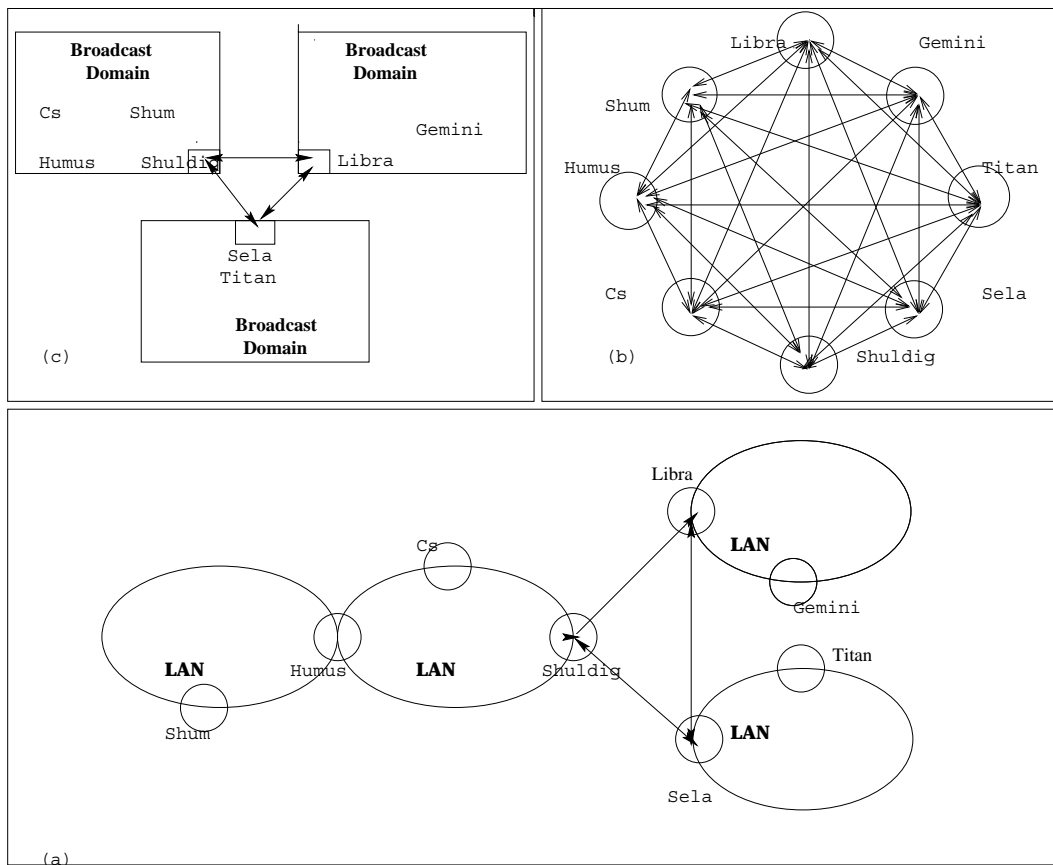 Broadcast
Domain
Cs
Shum
Humus
Shuldig
Broadcast
Domain
Gemini
Libra
Sela
Titan
Broadcast
Domain
(c)
Libra
Gemini
Shum
Humus
Titan
Cs
Sela
Shuldig
(b)
Libra
LAN
Gemini
Cs
LAN
Humus
LAN
Shuldig
Shum
Titan
LAN
Sela
(a)